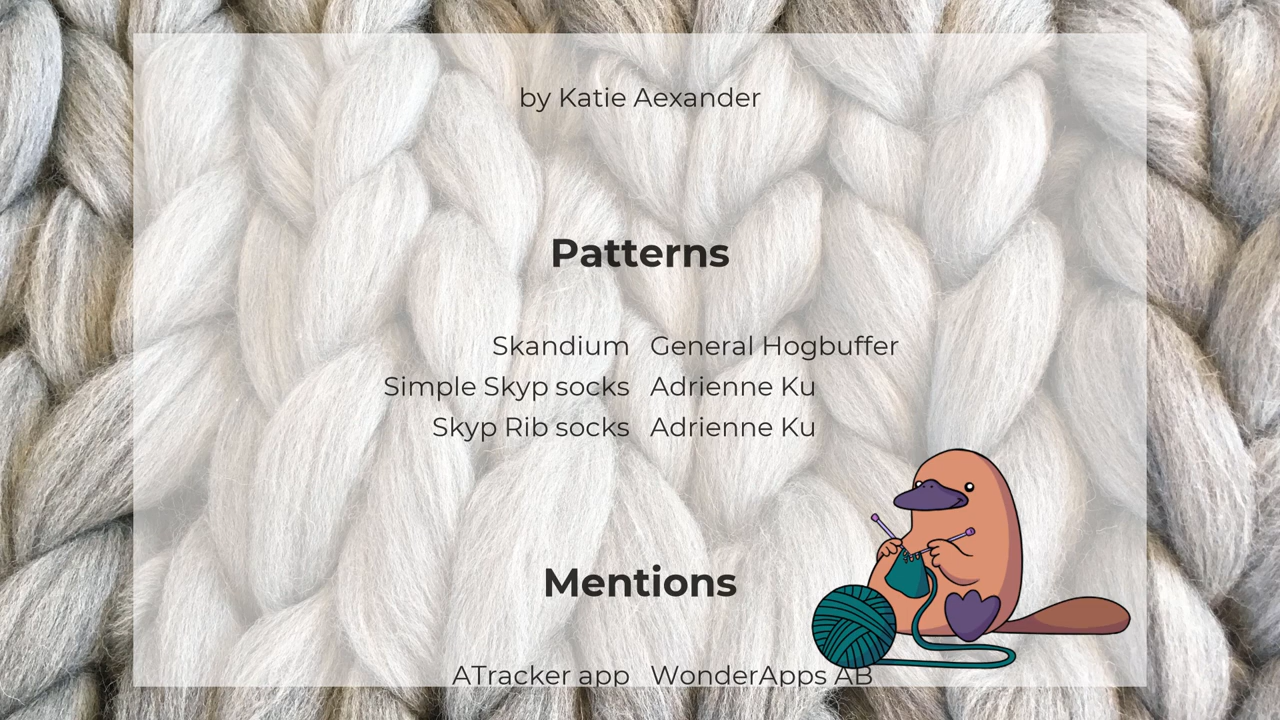 by Katie Aexander
Patterns
Skandium General Hogbuffer
Simple Skyp socks Adrienne Ku
Skyp Rib socks Adrienne Ku
Mentions
ATracker app WonderApps AB